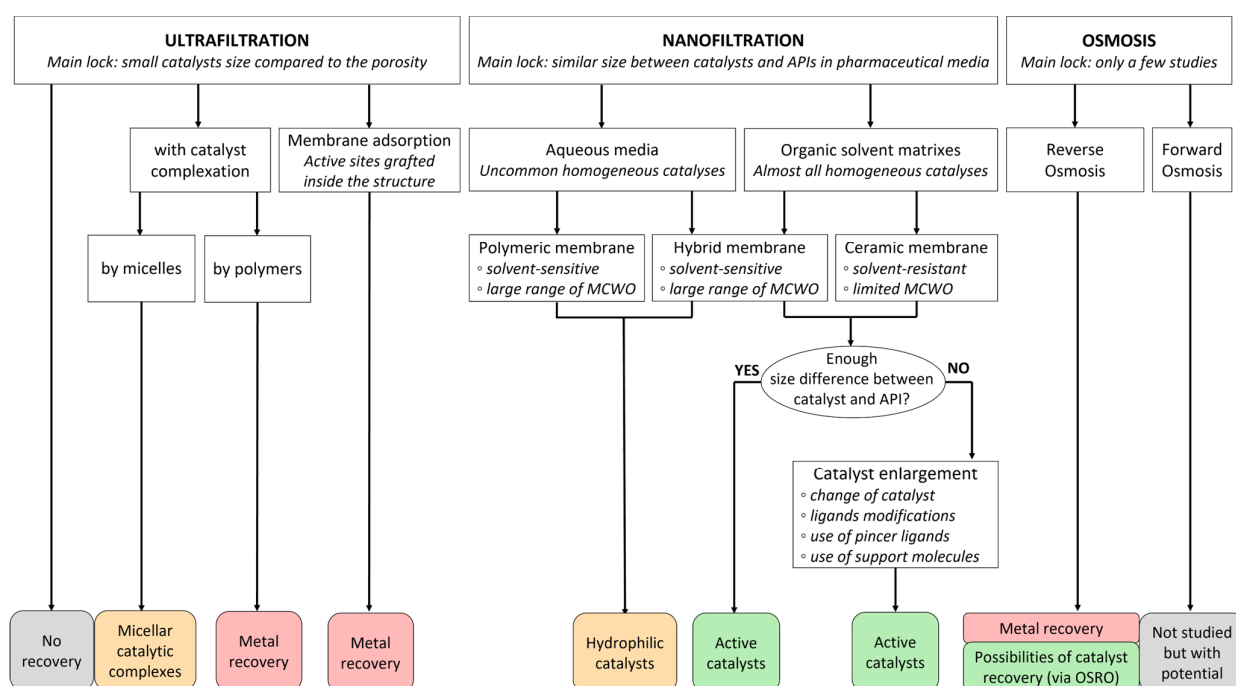 ULTRAFILTRATION
Main lock: small catalysts size compared to the porosity
NANOFILTRATION
Main lock: similar size between catalysts and APIs in pharmaceutical media
OSMOSIS
Main lock: only a few studies
with catalyst
complexation
Membrane adsorption
Active sites grafted
inside the structure
Aqueous media
Uncommon homogeneous catalyses
Organic solvent matrixes
Almost all homogeneous catalyses
Reverse
Osmosis
Forward
Osmosis
by micelles
by polymers
Polymeric membrane
◦ solvent-sensitive
◦ large range of MCWO
Hybrid membrane
◦ solvent-sensitive
◦ large range of MCWO
Ceramic membrane
◦ solvent-resistant
◦ limited MCWO
Enough
size difference between
catalyst and API?
YES
NO
Catalyst enlargement
◦ change of catalyst
◦ ligands modifications
◦ use of pincer ligands
◦ use of support molecules
No
recovery
Micellar
catalytic
complexes
Metal
recovery
Metal
recovery
Hydrophilic
catalysts
Active
catalysts
Active
catalysts
Metal recovery
Possibilities of catalyst
recovery (via OSRO)
Not studied
but with
potential